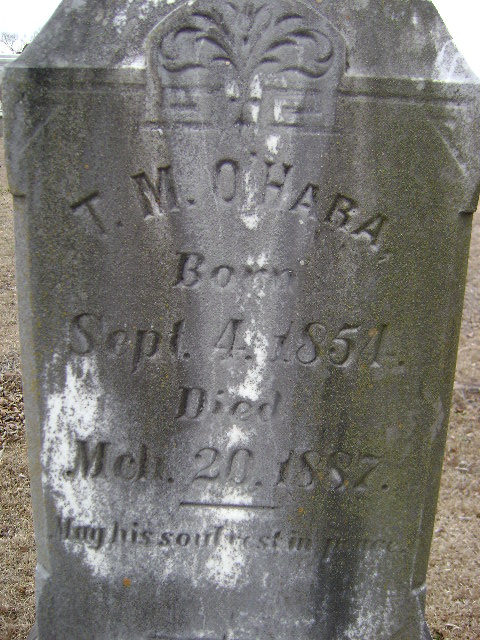 T. M. O'HARA,
Born
Sept. 4. 1851.
Died
Mch. 20. 1887.
May his soul rest in peace.